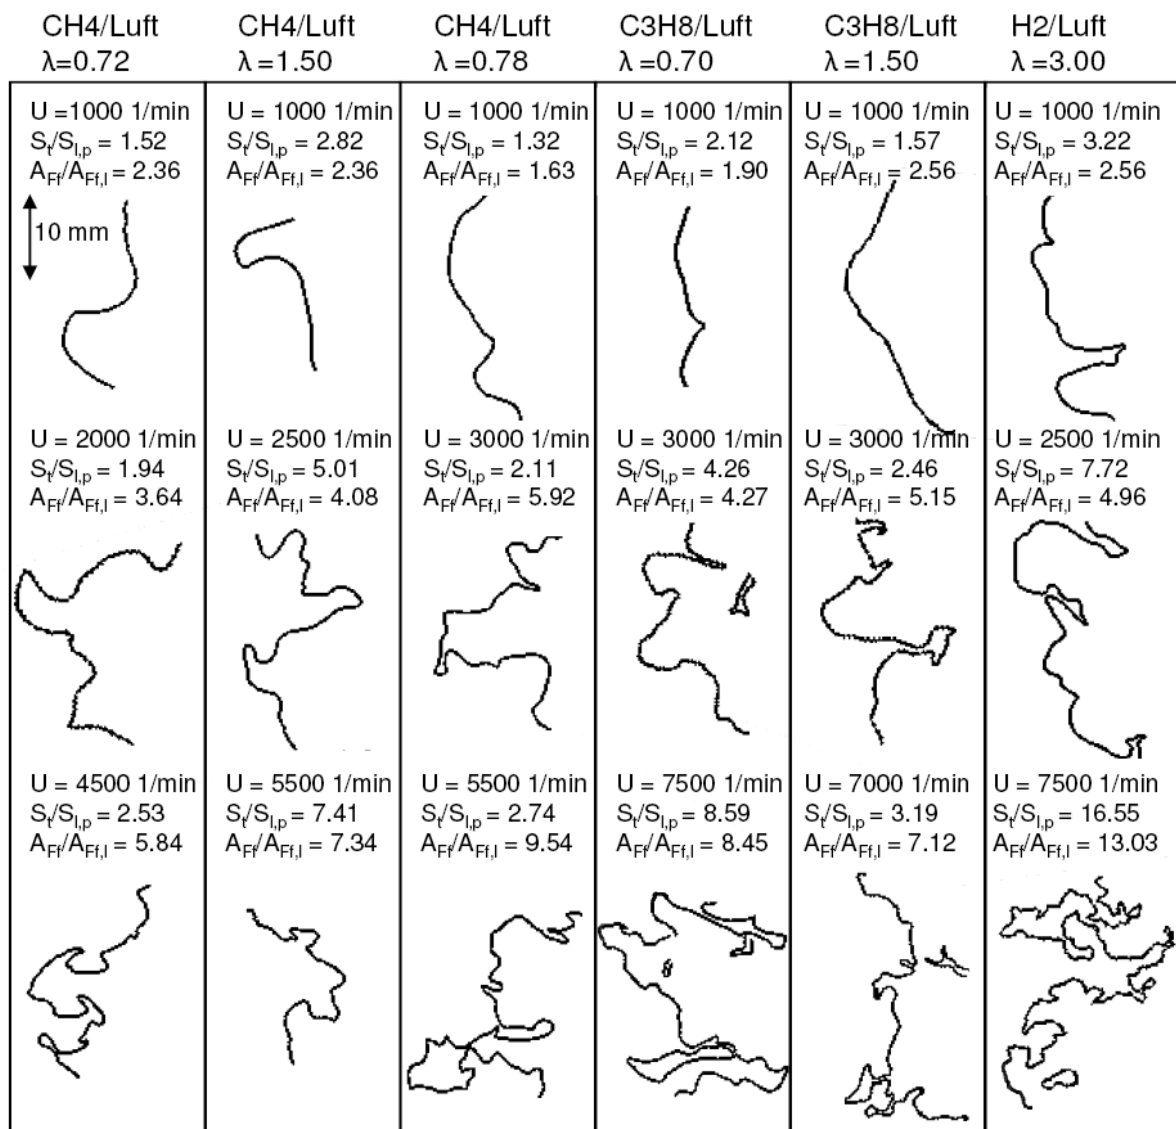 CH4/Luft CH4/Luft CH4/Luft C3H8/Luft C3H8/Luft H2/Luft
λ=0.72 λ =1.50 λ =0.78 λ =0.70 λ =1.50 λ =3.00
U =1000 1/min U = 1000 1/min U = 1000 1/min U = 1000 1/min U = 1000 1/min U = 1000 1/min
St/Sl,p = 1.52 St/Sl,p = 2.82 St/Sl,p = 1.32 St/Sl,p = 2.12 St/Sl,p = 1.57 St/Sl,p = 3.22
AFf/AFf,l = 2.36 AFf/AFf,l = 2.36 AFf/AFf,l = 1.63 AFf/AFf,l = 1.90 AFf/AFf,l = 2.56 AFf/AFf,l = 2.56
10 mm
U = 2000 1/min U = 2500 1/min U = 3000 1/min U = 3000 1/min U = 3000 1/min U = 2500 1/min
St/Sl,p = 1.94 St/Sl,p = 5.01 St/Sl,p = 2.11 St/Sl,p = 4.26 St/Sl,p = 2.46 St/Sl,p = 7.72
AFf/AFf,l = 3.64 AFf/AFf,l = 4.08 AFf/AFf,l = 5.92 AFf/AFf,l = 4.27 AFf/AFf,l = 5.15 AFf/AFf,l = 4.96
U = 4500 1/min U = 5500 1/min U = 5500 1/min U = 7500 1/min U = 7000 1/min U = 7500 1/min
St/Sl,p = 2.53 St/Sl,p = 7.41 St/Sl,p = 2.74 St/Sl,p = 8.59 St/Sl,p = 3.19 St/Sl,p = 16.55
AFf/AFf,l = 5.84 AFf/AFf,l = 7.34 AFf/AFf,l = 9.54 AFf/AFf,l = 8.45 AFf/AFf,l = 7.12 AFf/AFf,l = 13.03